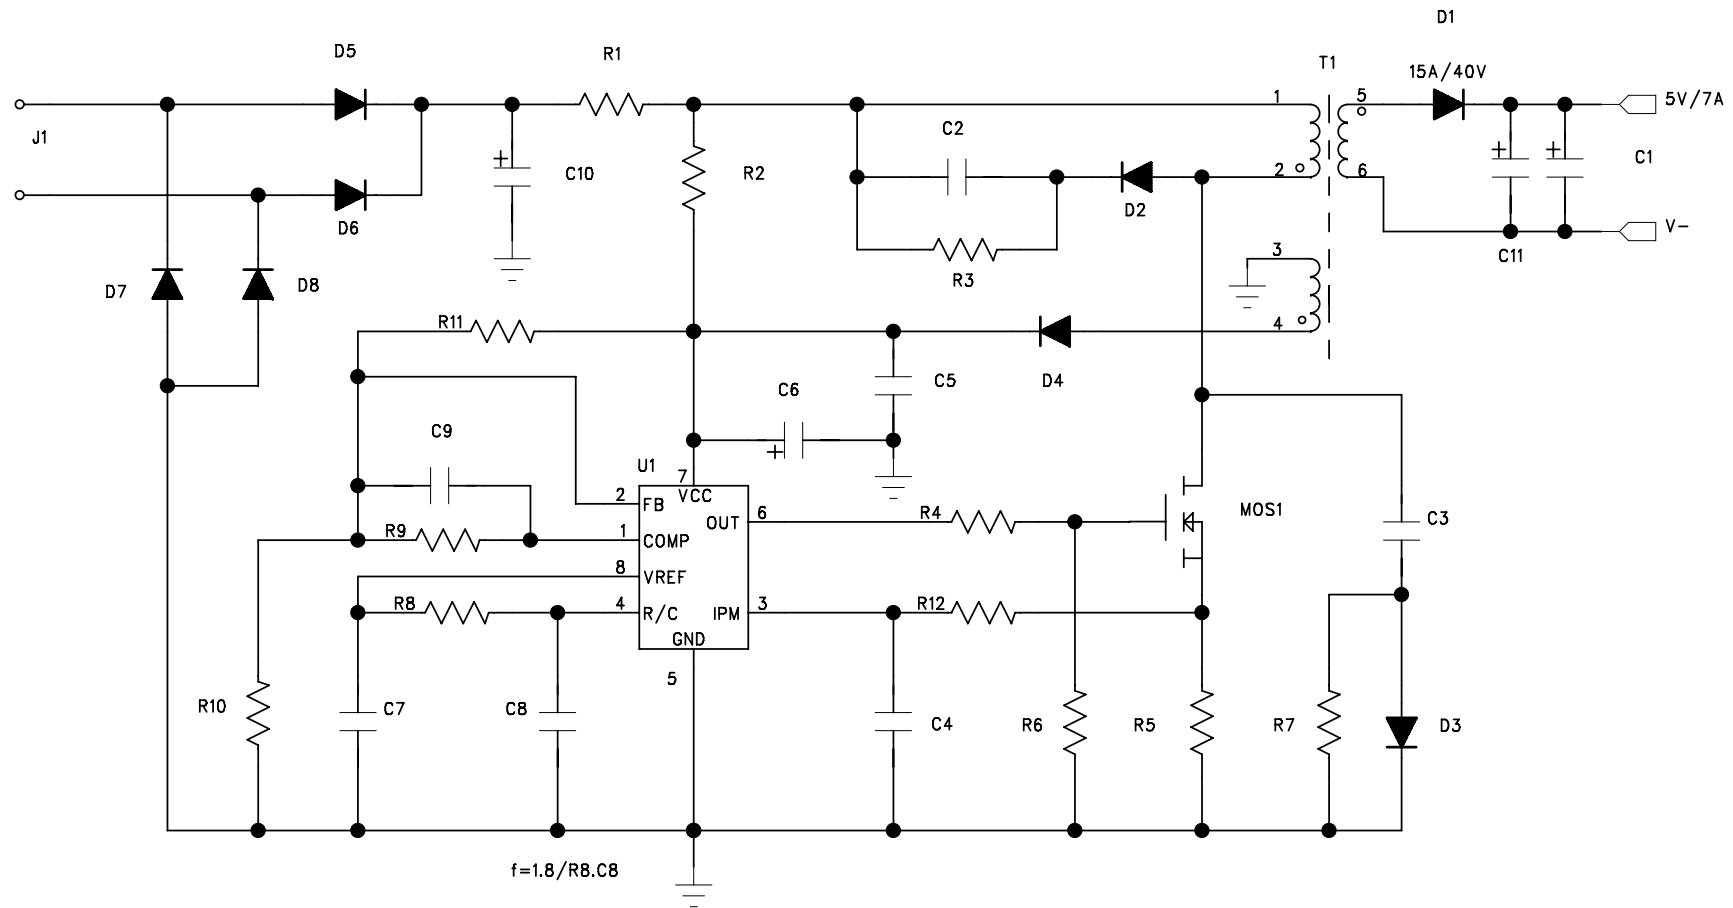 D1
D5
R1
T1
15A/40V
1
5
5V/7A
J1
C2
C10
R2
2
6
C1
D6
D2
V-
3
C11
D7
D8
R3
R11
4
C6
C5
D4
C9
U1
7
VCC
2
FB
OUT
6
R4
MOS1
C3
R9
1
COMP
8
VREF
R8
4
R/C
IPM
3
R12
GND
5
R10
C7
C8
C4
R6
R5
R7
D3
f=1.8/R8.C8